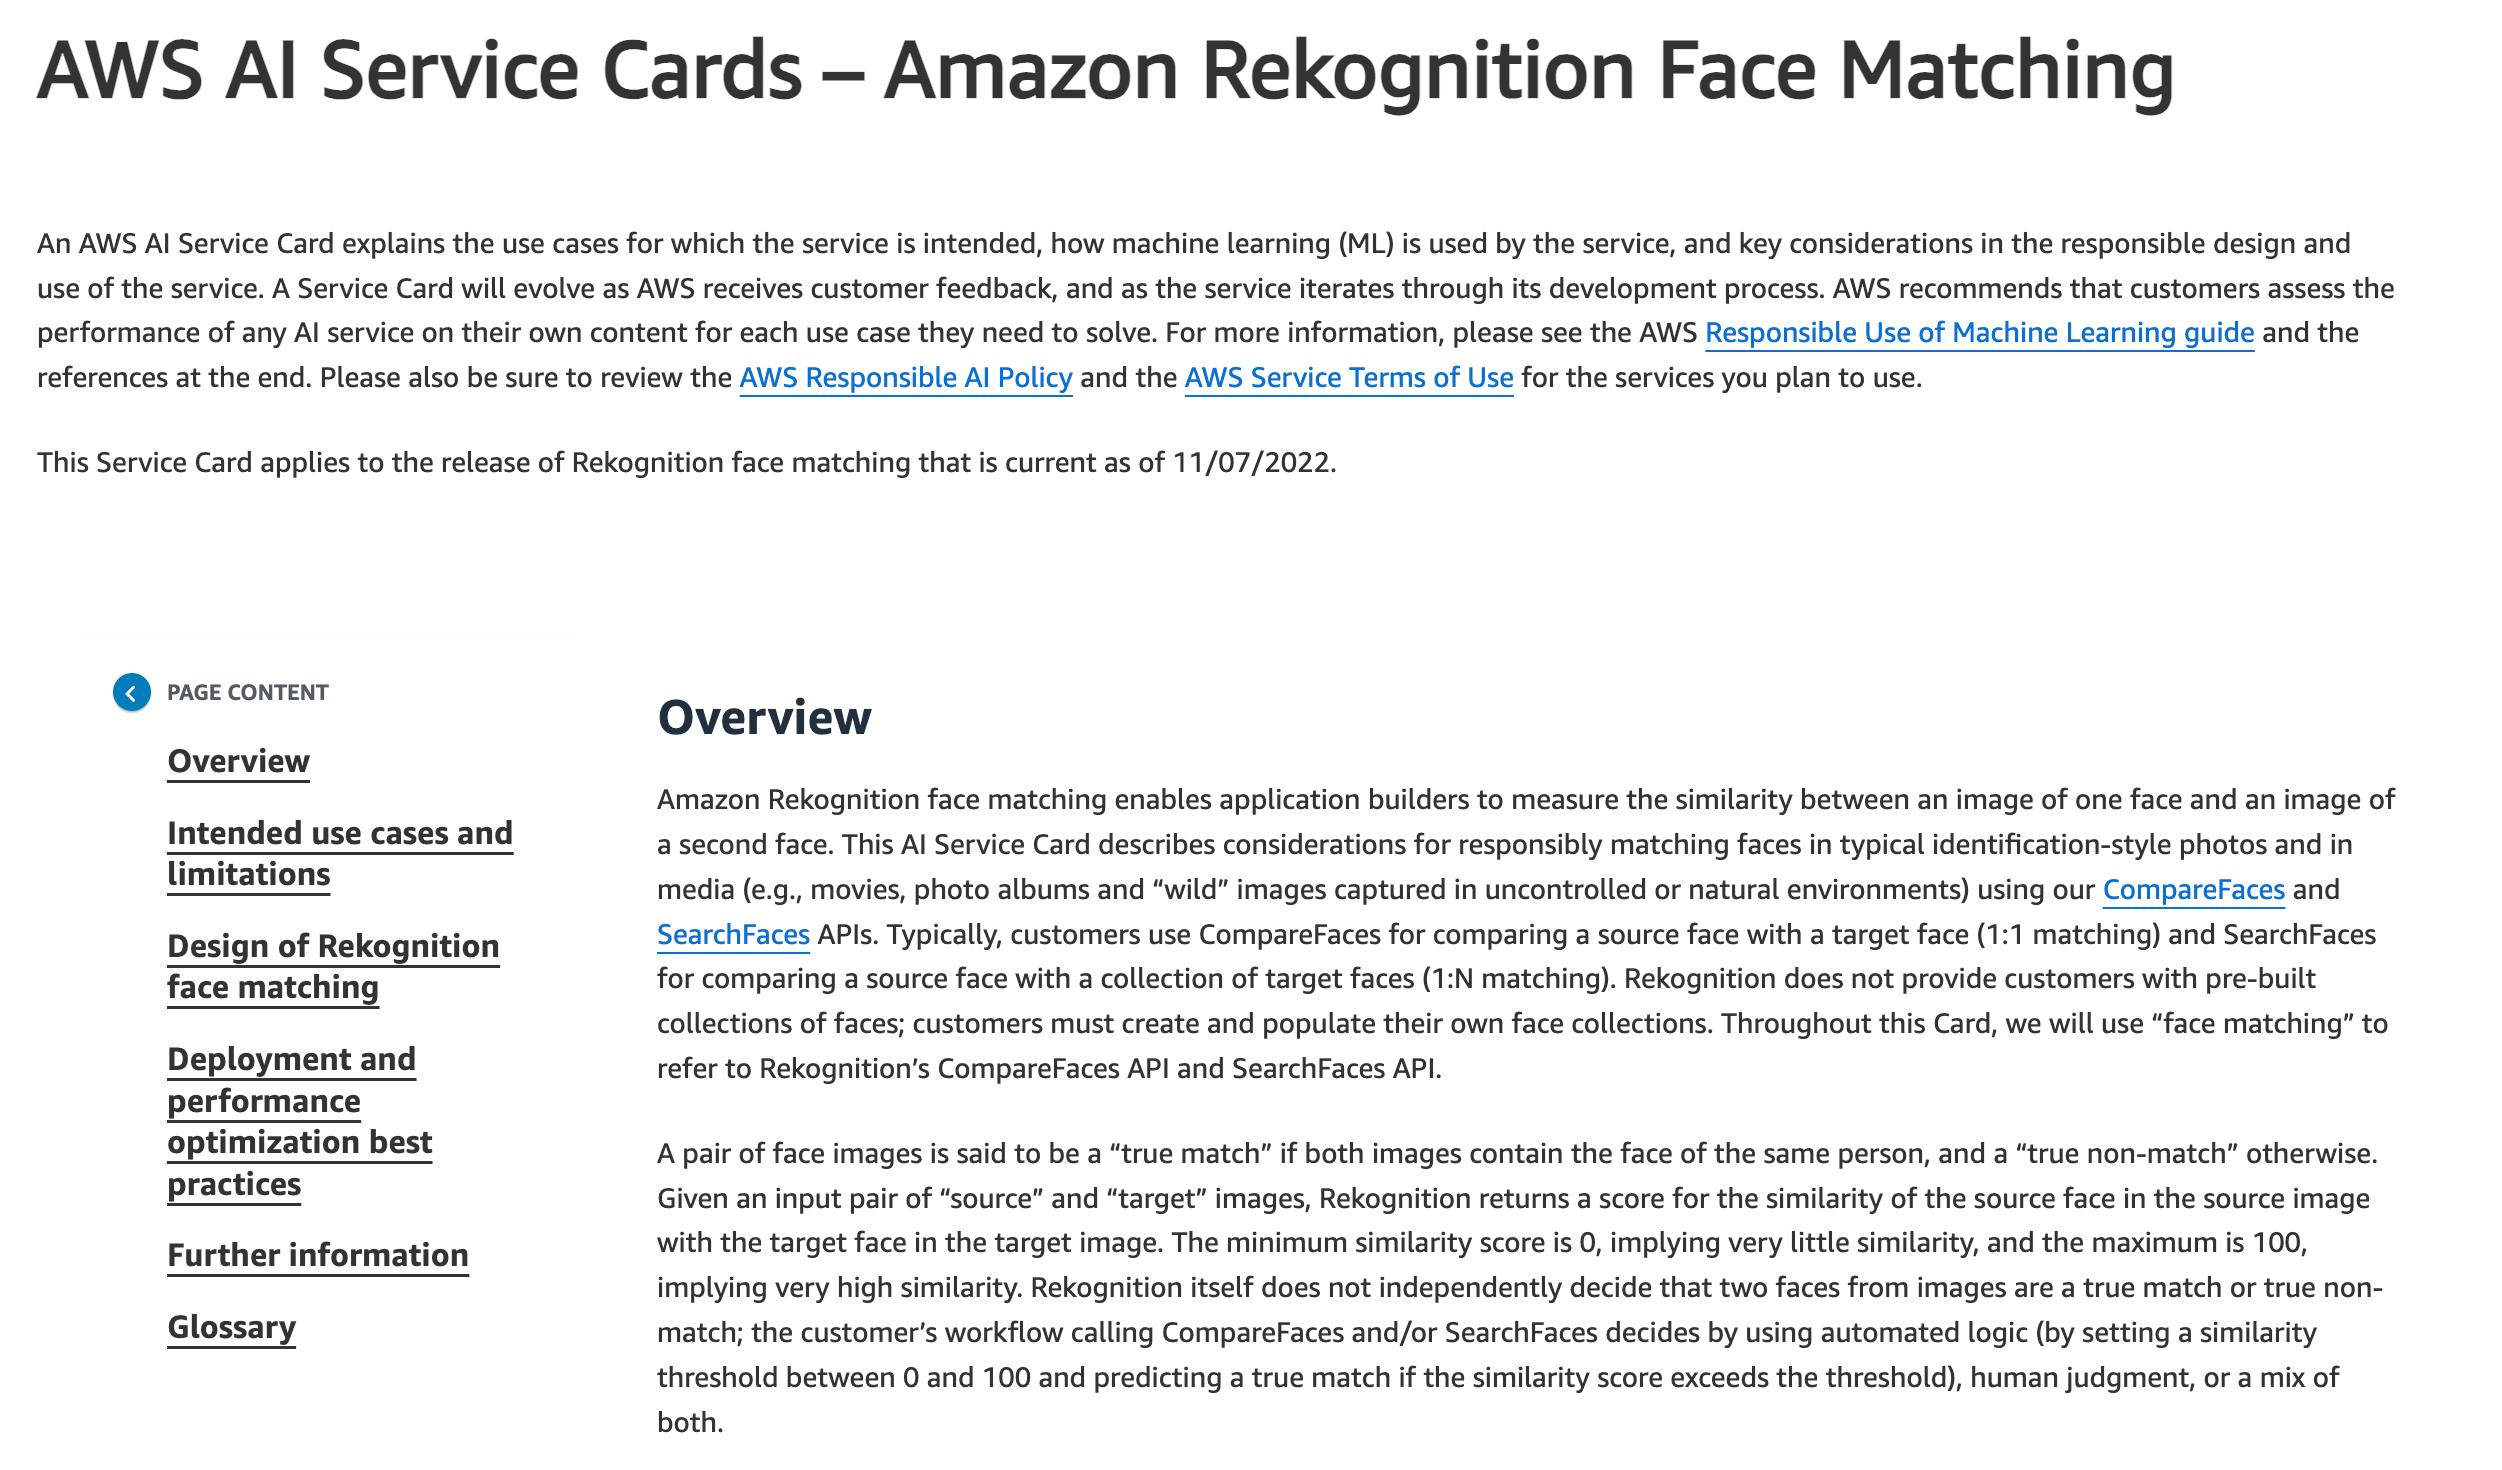 AWS AI Service Cards – Amazon Rekognition Face Matching
An AWS AI Service Card explains the use cases for which the service is intended, how machine learning (ML) is used by the service, and key considerations in the responsible design and
use of the service. A Service Card will evolve as AWS receives customer feedback, and as the service iterates through its development process. AWS recommends that customers assess the
performance of any AI service on their own content for each use case they need to solve. For more information, please see the AWS Responsible Use of Machine Learning guide and the
references at the end. Please also be sure to review the AWS Responsible AI Policy and the AWS Service Terms of Use for the services you plan to use.
This Service Card applies to the release of Rekognition face matching that is current as of 11/07/2022.
PAGE CONTENT
Overview
Intended use cases and
limitations
Design of Rekognition
face matching
Deployment and
performance
optimization best
practices
Further information
Glossary
Overview
Amazon Rekognition face matching enables application builders to measure the similarity between an image of one face and an image of
a second face. This AI Service Card describes considerations for responsibly matching faces in typical identification-style photos and in
media (e.g., movies, photo albums and “wild” images captured in uncontrolled or natural environments) using our CompareFaces and
SearchFaces APIs. Typically, customers use CompareFaces for comparing a source face with a target face (1:1 matching) and SearchFaces
for comparing a source face with a collection of target faces (1:N matching). Rekognition does not provide customers with pre-built
collections of faces; customers must create and populate their own face collections. Throughout this Card, we will use “face matching” to
refer to Rekognition’s CompareFaces API and SearchFaces API.
A pair of face images is said to be a “true match” if both images contain the face of the same person, and a “true non-match” otherwise.
Given an input pair of “source” and “target” images, Rekognition returns a score for the similarity of the source face in the source image
with the target face in the target image. The minimum similarity score is 0, implying very little similarity, and the maximum is 100,
implying very high similarity. Rekognition itself does not independently decide that two faces from images are a true match or true non-
match; the customer’s workflow calling CompareFaces and/or SearchFaces decides by using automated logic (by setting a similarity
threshold between 0 and 100 and predicting a true match if the similarity score exceeds the threshold), human judgment, or a mix of
both.